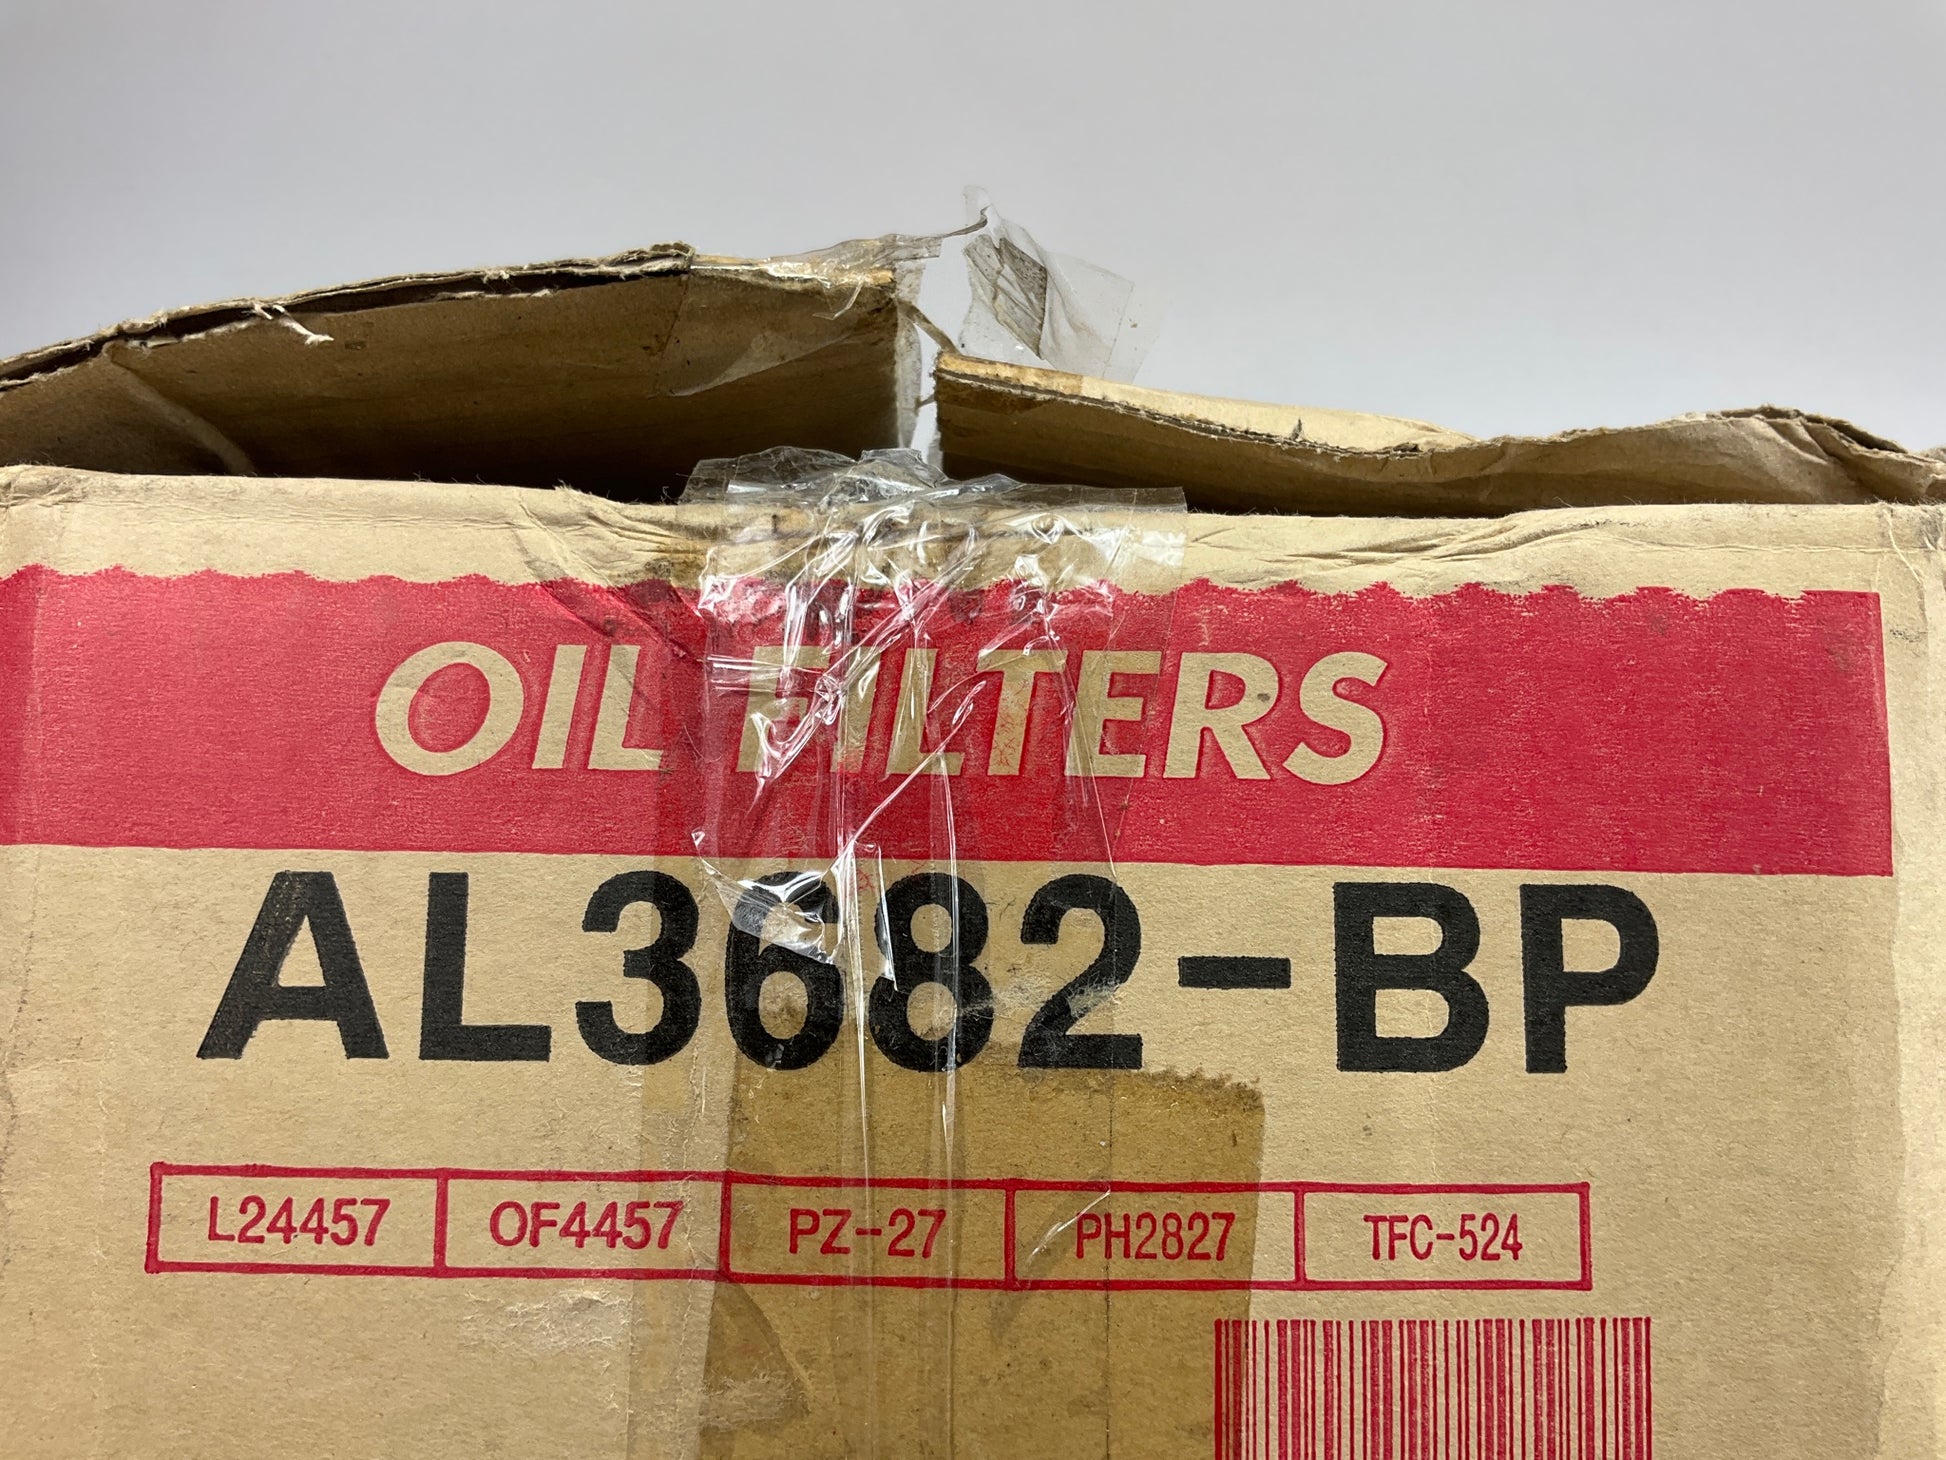 OIL FILTERS
AL3682-BP
L24457 OF4457 PZ-27 PH2827 TFC-524